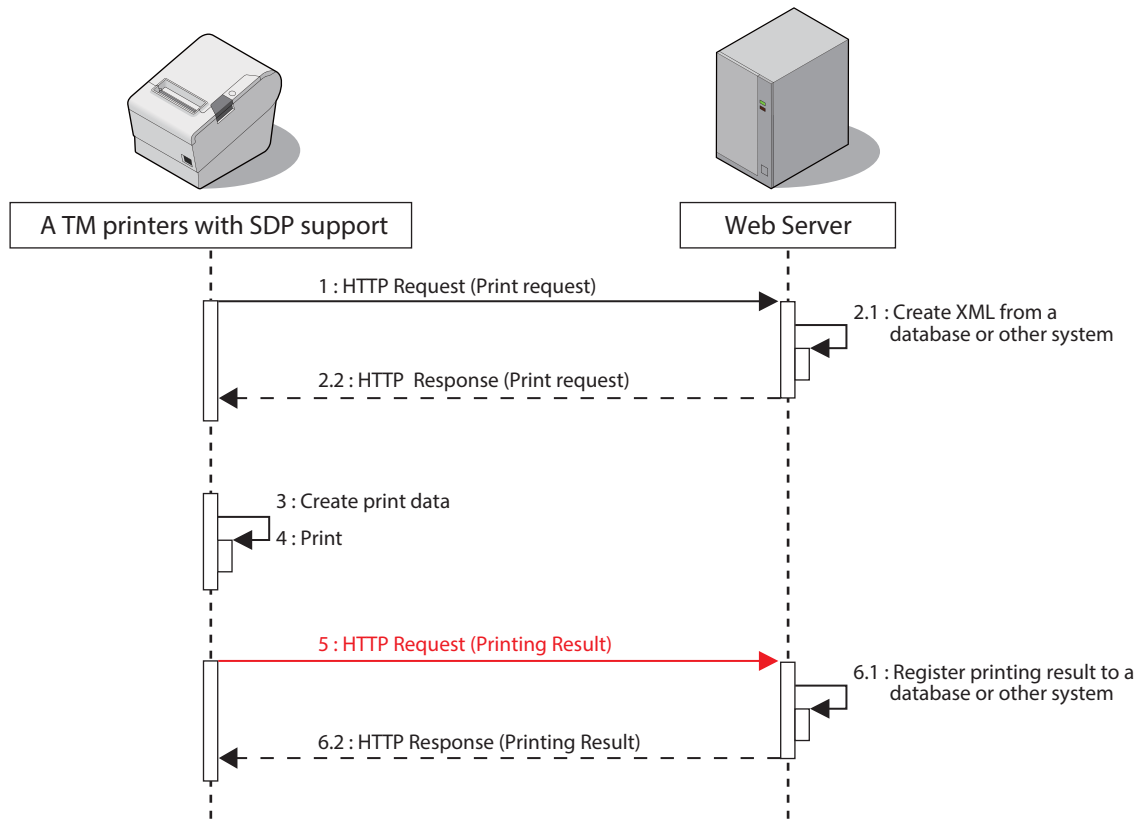 A TM printers with SDP support
Web Server
1 : HTTP Request (Print request)
2.1 : Create XML from a
database or other system
2.2 : HTTP Response (Print request)
3 : Create print data
4 : Print
5 : HTTP Request (Printing Result)
6.1 : Register printing result to a
database or other system
6.2 : HTTP Response (Printing Result)